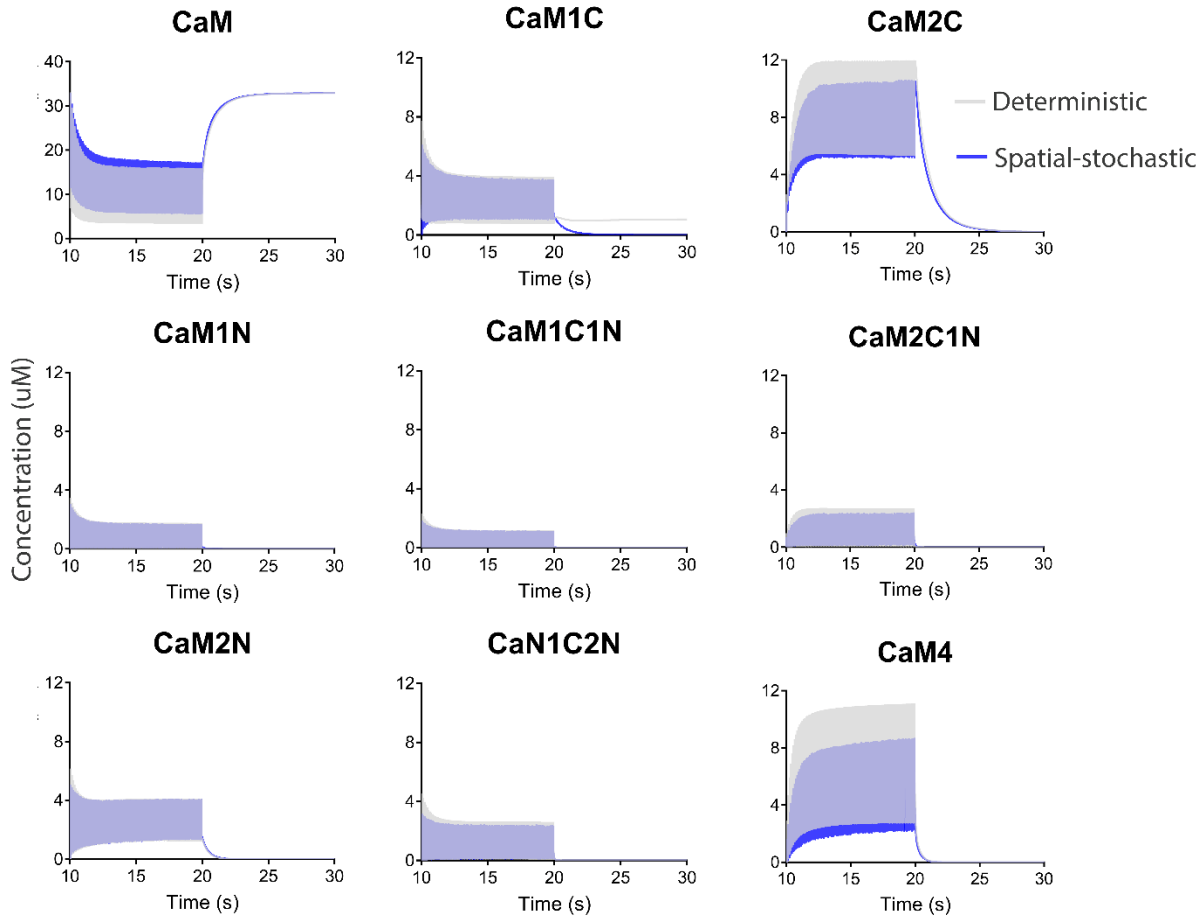 CaM
CaM1C
CaM2C
40
30
20
10
0
10 15 20 25 30
Time (s)
12
8
4
0
10 15 20 25 30
Time (s)
12
8
4
0
10 15 20 25 30
Time (s)
Deterministic
Spatial-stochastic
Concentration (uM)
CaM1N
CaM1C1N
CaM2C1N
12
8
4
0
10 15 20 25 30
Time (s)
12
8
4
0
10 15 20 25 30
Time (s)
12
8
4
0
10 15 20 25 30
Time (s)
CaM2N
CaN1C2N
CaM4
12
8
4
0
10 15 20 25 30
Time (s)
12
8
4
0
10 15 20 25 30
Time (s)
12
8
4
0
10 15 20 25 30
Time (s)